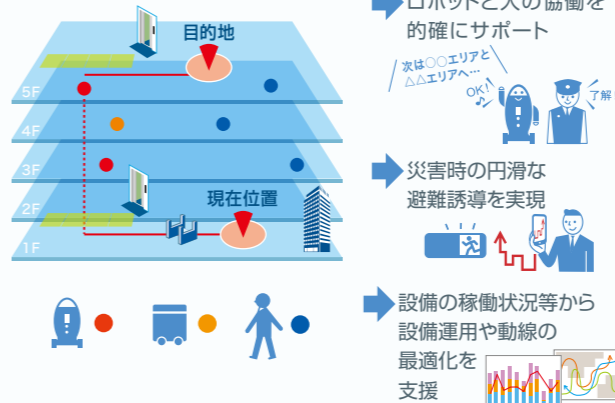 目的地
5F
4F
3F
2F
1F
現在位置
ロボットと人の協働を
的確にサポート
次は○○エリアと
△△エリアへ…
OK!
了解
災害時の円滑な
避難誘導を実現
設備の稼働状況等から
設備運用や動線の
最適化を
支援